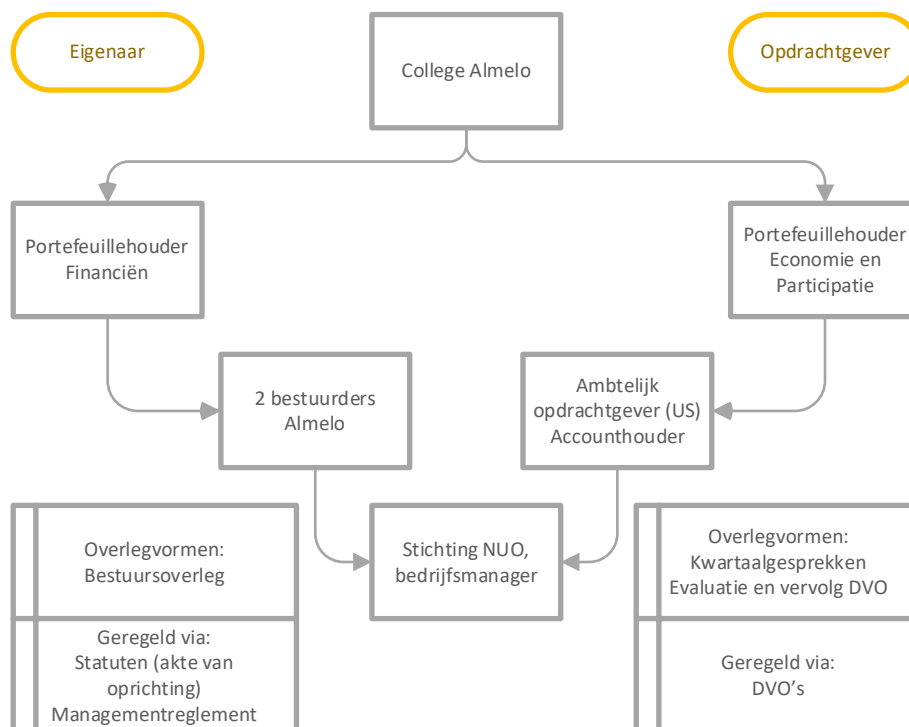 Eigenaar
College Almelo
Opdrachtgever
Portefeuillehouder
Financiën
Portefeuillehouder
Economie en
Participatie
2 bestuurders
Almelo
Ambtelijk
opdrachtgever (US)
Accounthouder
Overlegvormen:
Bestuursoverleg
Stichting NUO,
bedrijfsmanager
Overlegvormen:
Kwartaalgesprekken
Evaluatie en vervolg DVO
Geregeld via:
Statuten (akte van
oprichting)
Managementreglement
Geregeld via:
DVO’s